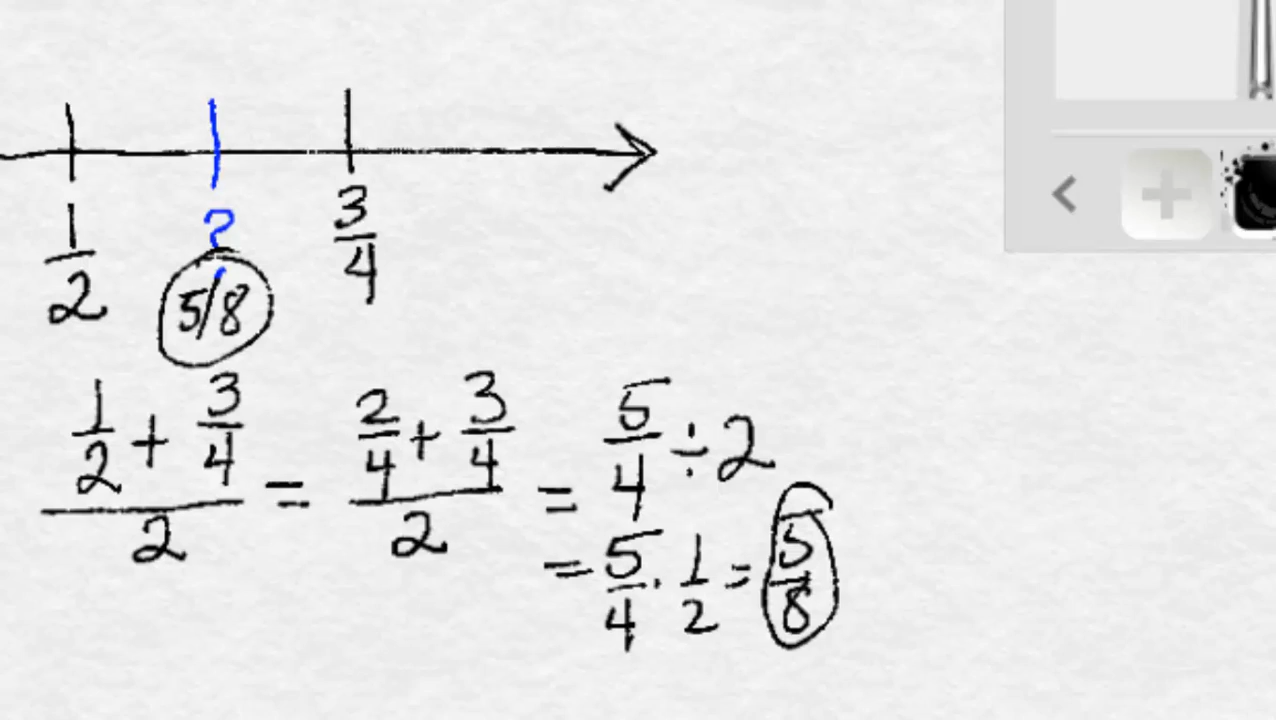 1/2 ? 3/4
5/8
(1/2 + 3/4)/2 = (2/4 + 3/4)/2 = 5/4 ÷ 2
= 5/4 · 1/2 = 5/8